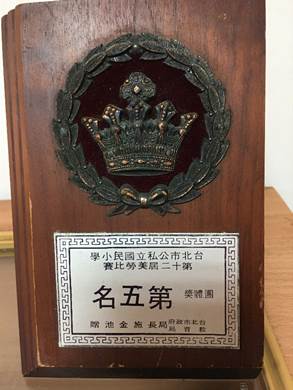 台北市公私立國民小學
第十二屆美勞比賽
團體獎 第五名
台北市政府教育局 局長施金池 贈